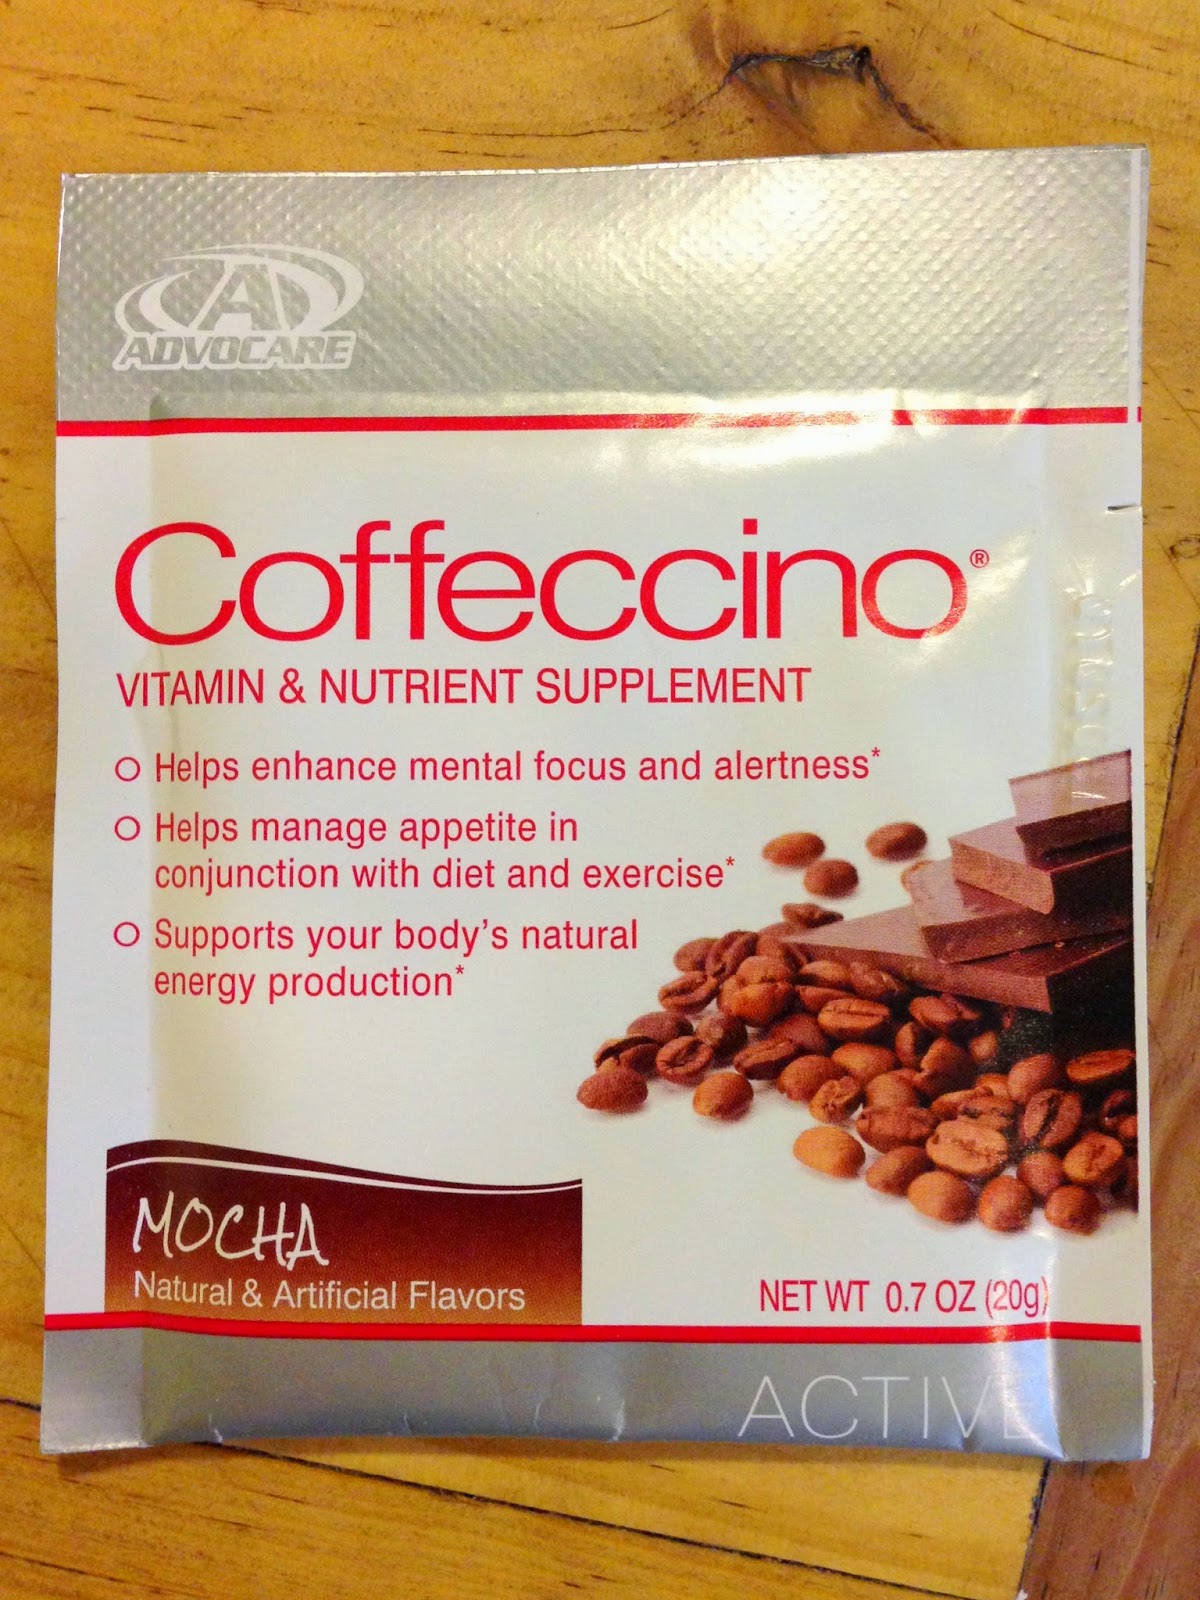 A
ADVOCARE
Coffeccino®
VITAMIN & NUTRIENT SUPPLEMENT
Helps enhance mental focus and alertness*
Helps manage appetite in
conjunction with diet and exercise*
Supports your body's natural
energy production*
MOCHA
Natural & Artificial Flavors
NET WT 0.7 OZ (20g)
ACTIVE